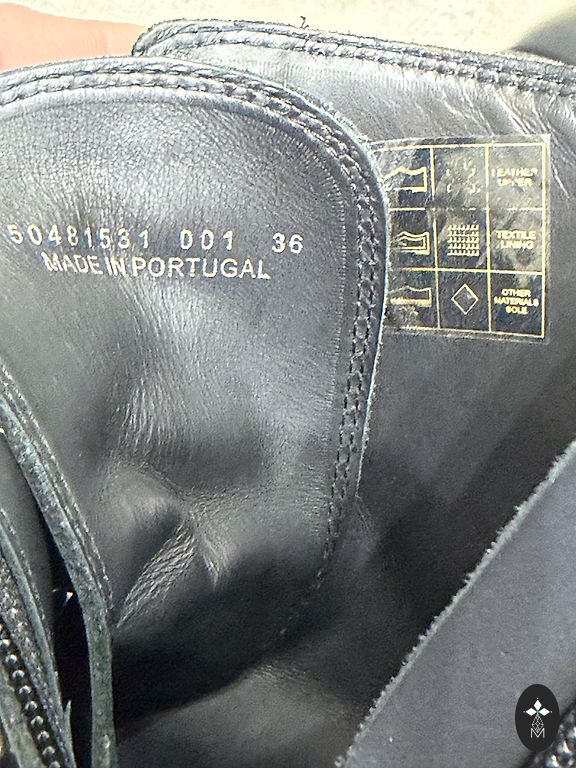 50481531 001 36
MADE IN PORTUGAL
LEATHER
UPPER
TEXTILE
LINING
OTHER
MATERIALS
SOLE
M